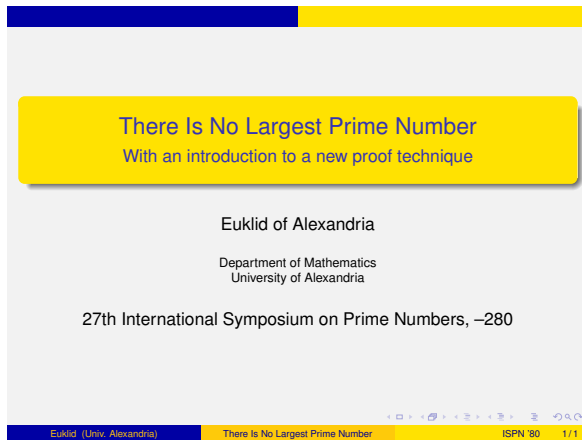 There Is No Largest Prime Number
With an introduction to a new proof technique
Euklid of Alexandria
Department of Mathematics
University of Alexandria
27th International Symposium on Prime Numbers, –280
Euklid (Univ. Alexandria) There Is No Largest Prime Number ISPN '80 1 / 1